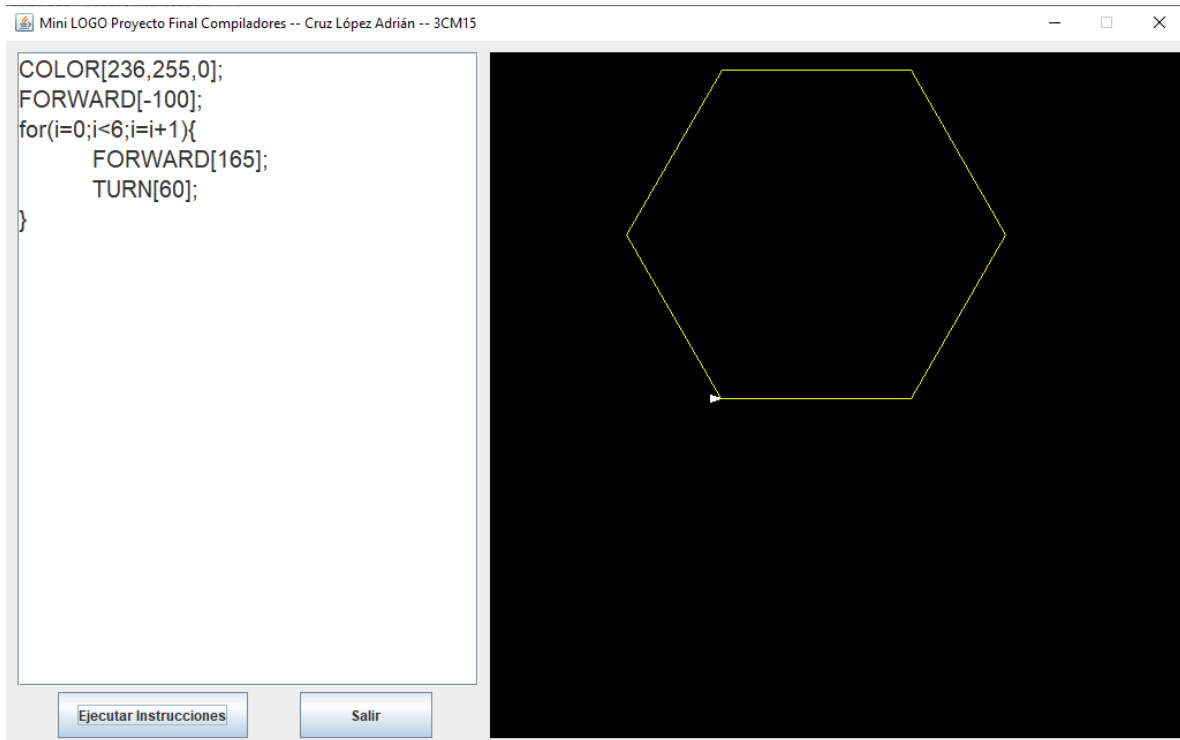 Mini LOGO Proyecto Final Compiladores -- Cruz López Adrián -- 3CM15
COLOR[236,255,0];
FORWARD[-100];
for(i=0;i<6;i=i+1){
FORWARD[165];
TURN[60];
}
Ejecutar Instrucciones
Salir